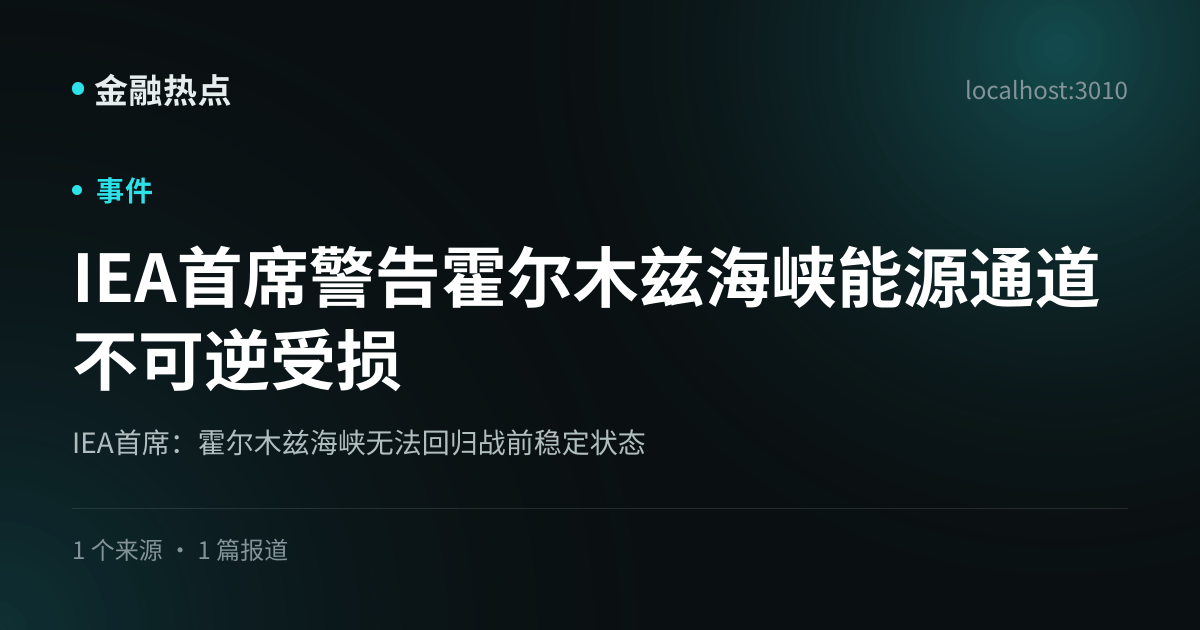 金融热点
localhost:3010
事件
IEA首席警告霍尔木兹海峡能源通道
不可逆受损
IEA首席：霍尔木兹海峡无法回归战前稳定状态
1 个来源 · 1 篇报道